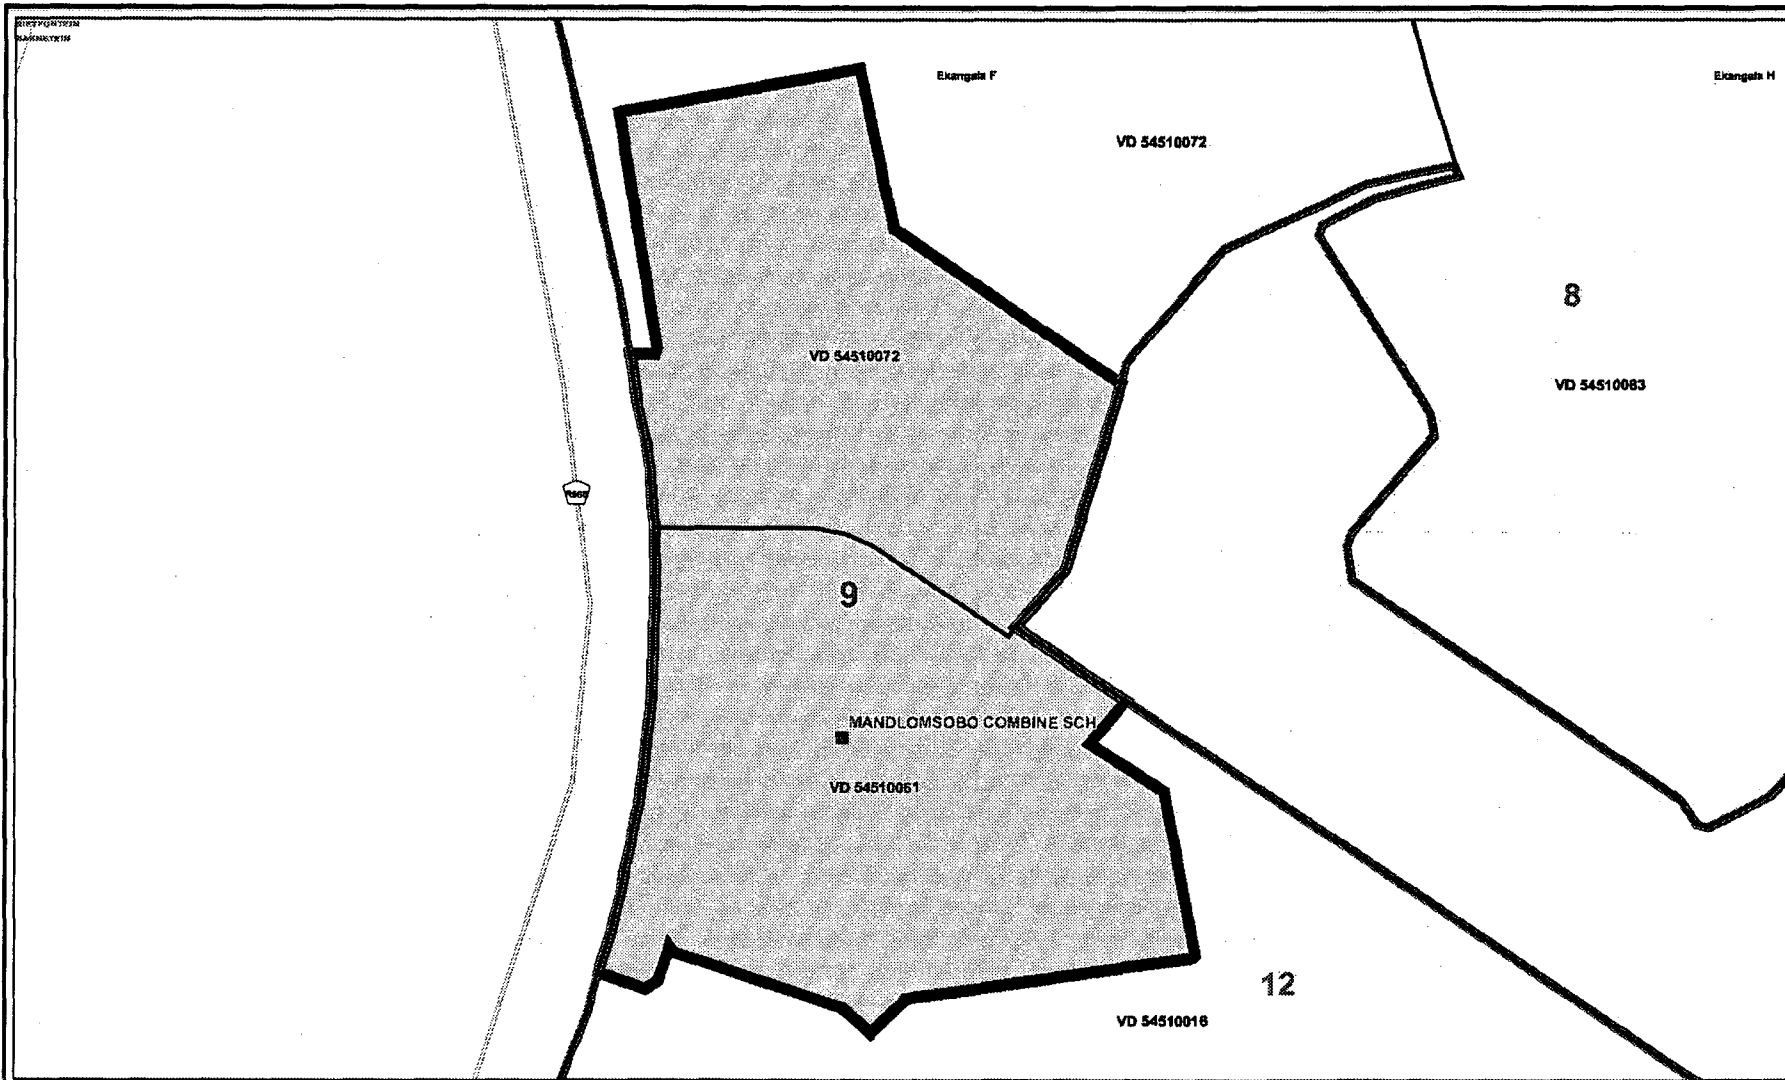 Ekangala F
Ekangala H
VD 54510072
8
VD 54510072
VD 54510083
9
MANDLOMSOBO COMBINE SCH
VD 54510061
12
VD 54510016